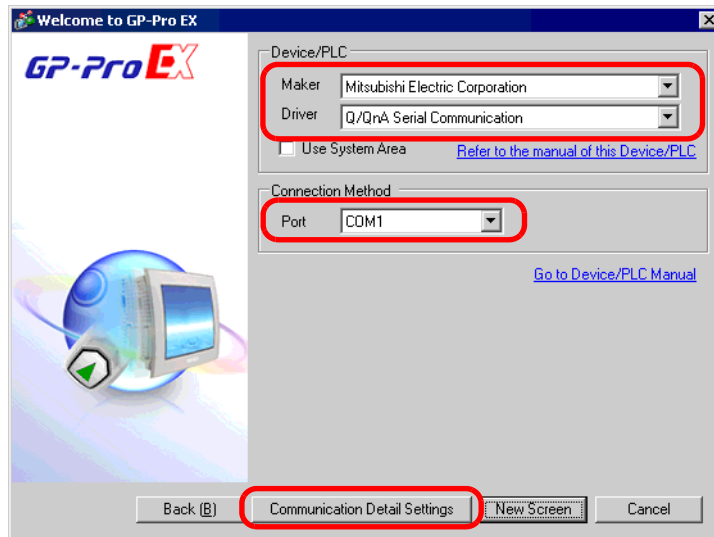 Welcome to GP-Pro EX
GP-Pro EX
Device/PLC
Maker Mitsubishi Electric Corporation
Driver Q/QnA Serial Communication
Use System Area Refer to the manual of this Device/PLC
Connection Method
Port COM1
Go to Device/PLC Manual
Back (B) Communication Detail Settings New Screen Cancel